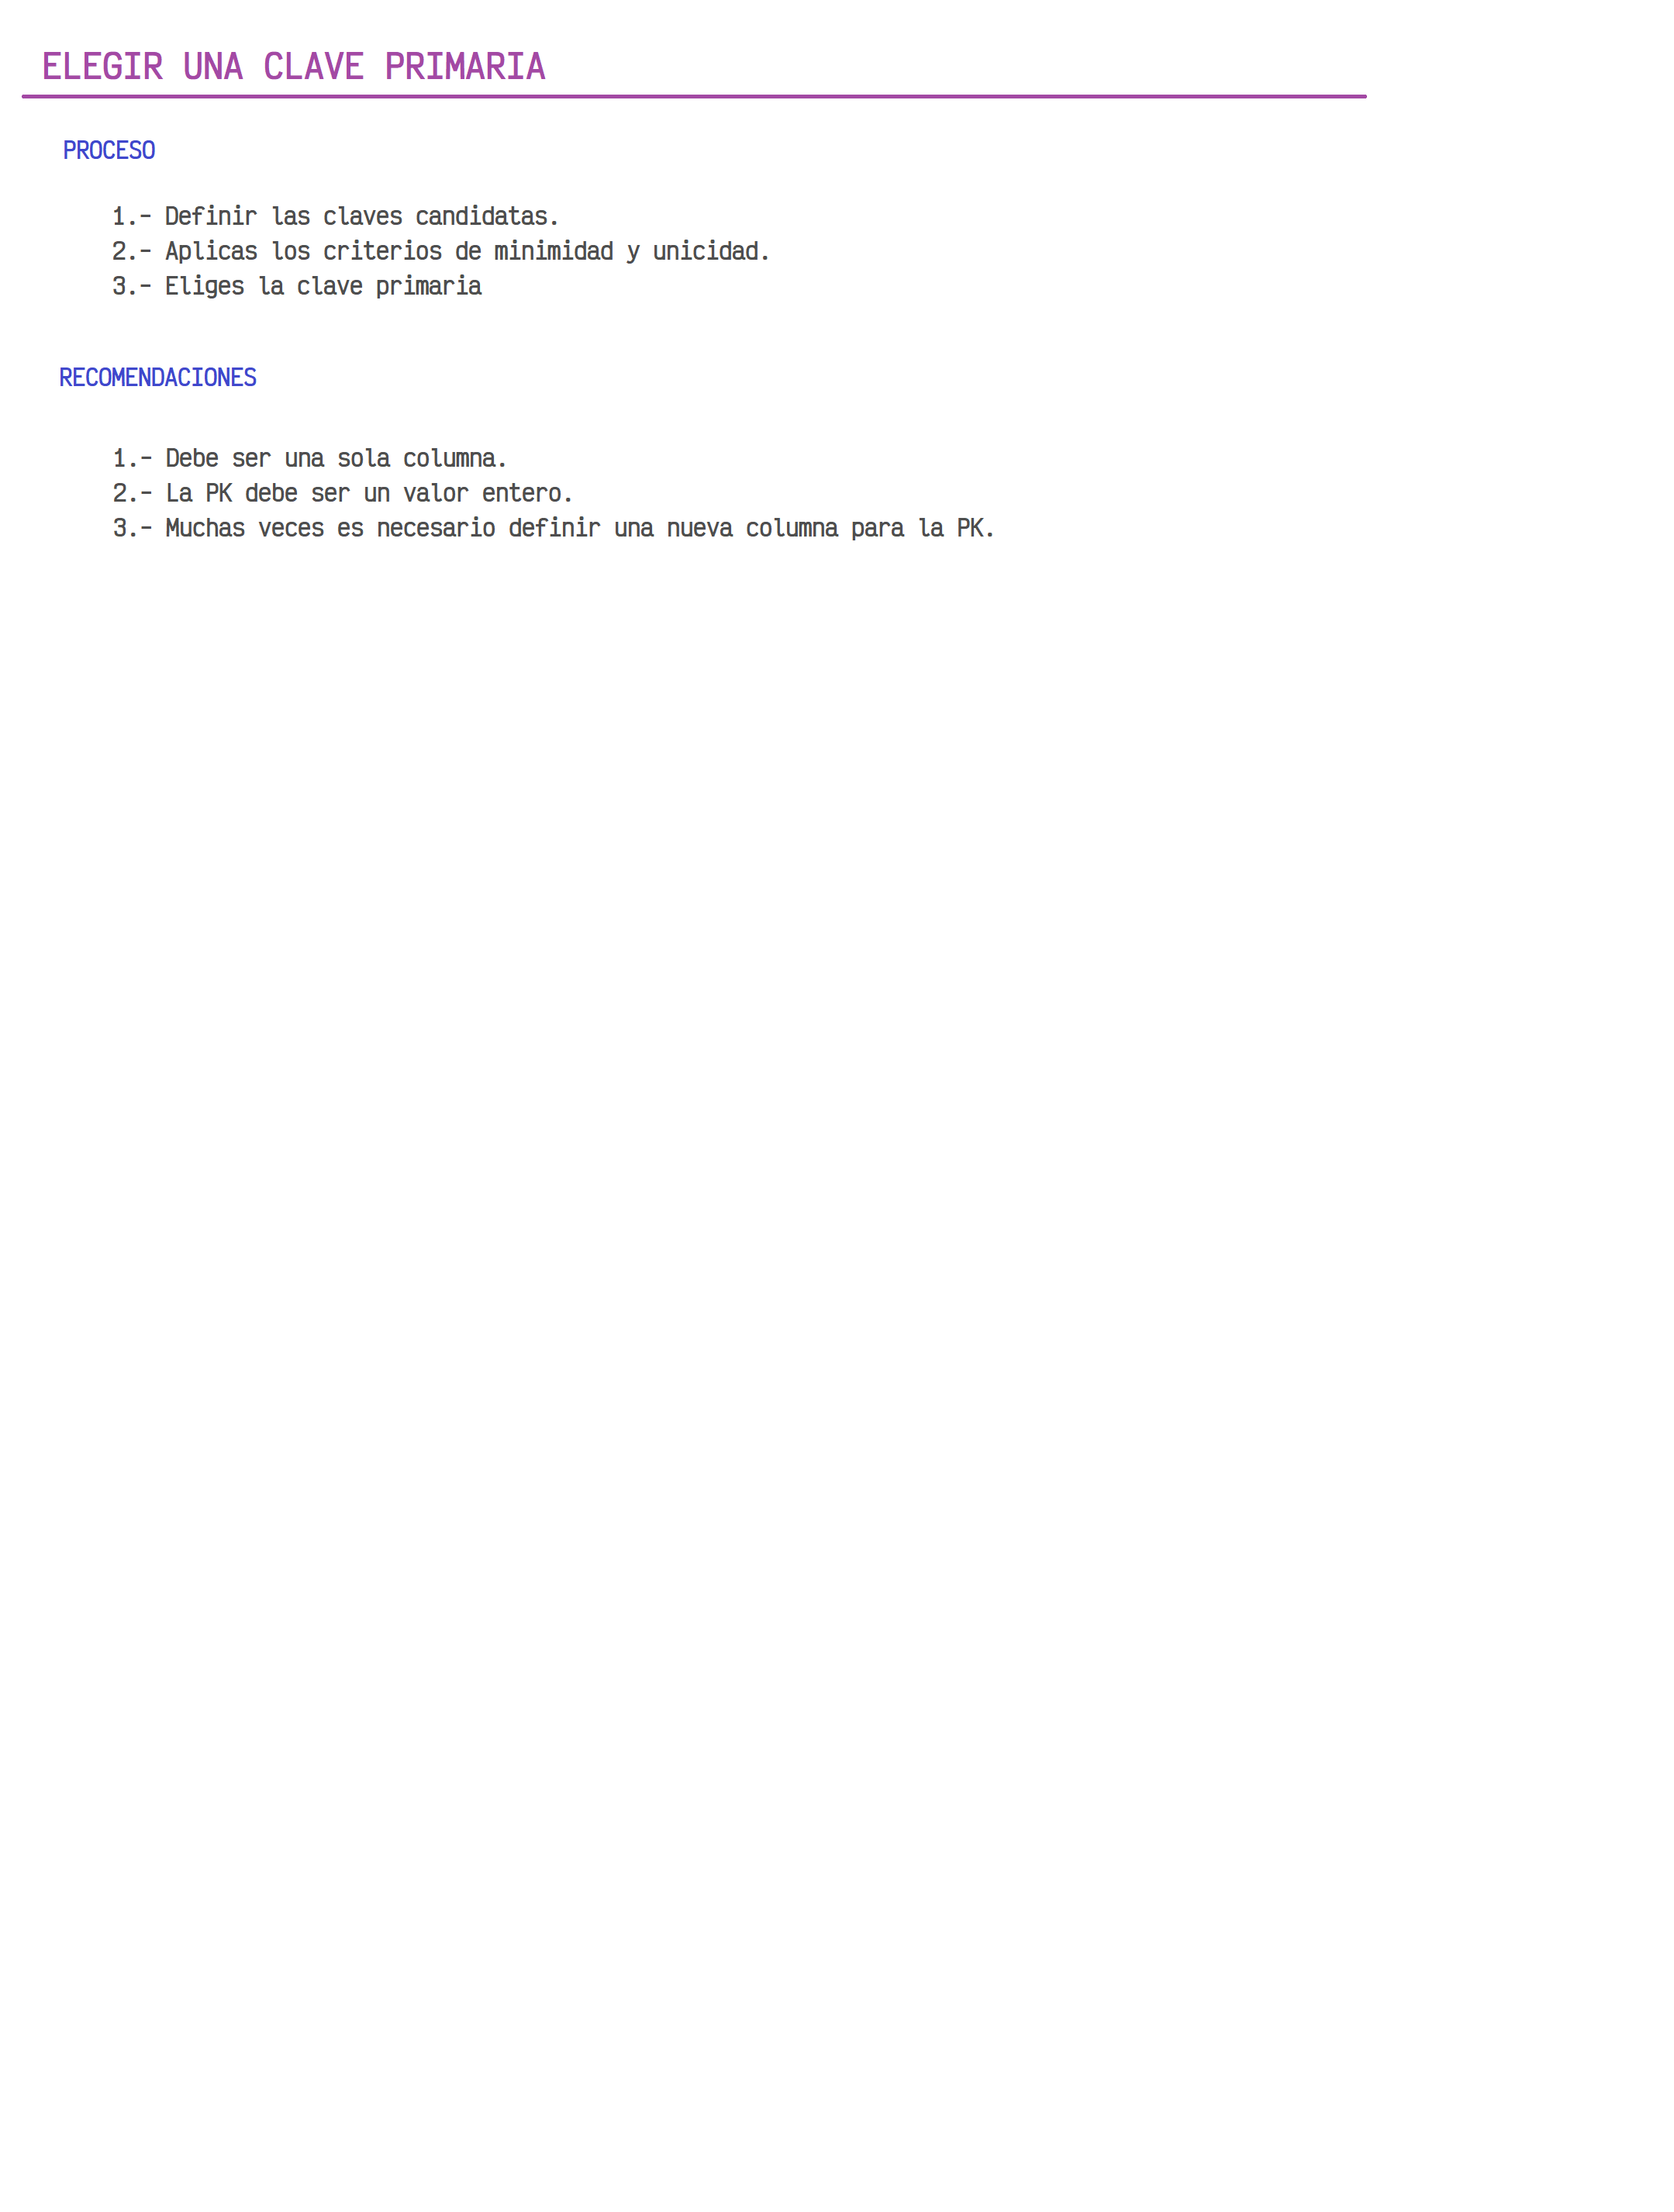 ELEGIR UNA CLAVE PRIMARIA
PROCESO
1.- Definir las claves candidatas.
2.- Aplicas los criterios de minimidad y unicidad.
3.- Eliges la clave primaria
RECOMENDACIONES
1.- Debe ser una sola columna.
2.- La PK debe ser un valor entero.
3.- Muchas veces es necesario definir una nueva columna para la PK.